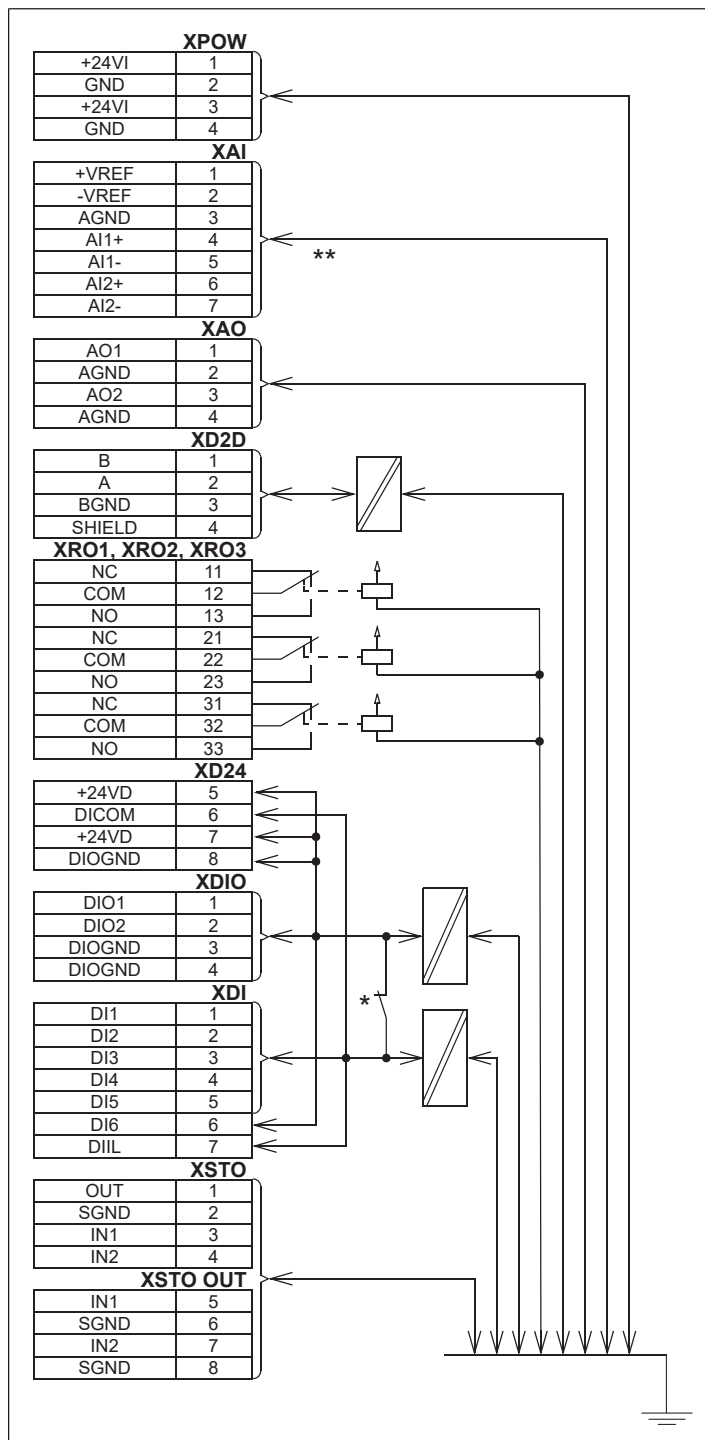 XPOW
+24VI 1
GND 2
+24VI 3
GND 4
XAI
+VREF 1
-VREF 2
AGND 3
AI1+ 4
AI1- 5
AI2+ 6
AI2- 7
**
XAO
AO1 1
AGND 2
AO2 3
AGND 4
XD2D
B 1
A 2
BGND 3
SHIELD 4
XRO1, XRO2, XRO3
NC 11
COM 12
NO 13
NC 21
COM 22
NO 23
NC 31
COM 32
NO 33
XD24
+24VD 5
DICOM 6
+24VD 7
DIOGND 8
XDIO
DIO1 1
DIO2 2
DIOGND 3
DIOGND 4
XDI
*
DI1 1
DI2 2
DI3 3
DI4 4
DI5 5
DI6 6
DIIL 7
XSTO
OUT 1
SGND 2
IN1 3
IN2 4
XSTO OUT
IN1 5
SGND 6
IN2 7
SGND 8